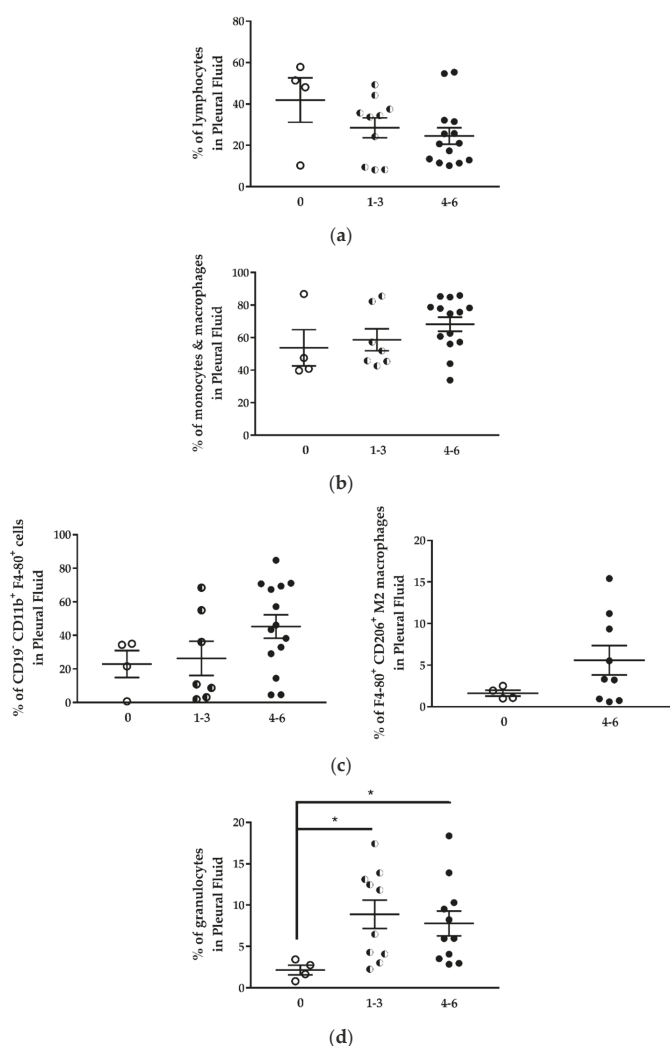 % of lymphocytes
in Pleural Fluid
80
60
40
20
0
0 1-3 4-6
(a)
% of monocytes & macrophages
in Pleural Fluid
100
80
60
40
20
0
0 1-3 4-6
(b)
% of CD19⁻ CD11b⁺ F4-80⁺ cells
in Pleural Fluid
100
80
60
40
20
0
0 1-3 4-6
% of F4-80⁺ CD206⁺ M2 macrophages
in Pleural Fluid
20
15
10
5
0
0 4-6
(c)
% of granulocytes
in Pleural Fluid
20
15
10
5
0
*
*
0 1-3 4-6
(d)